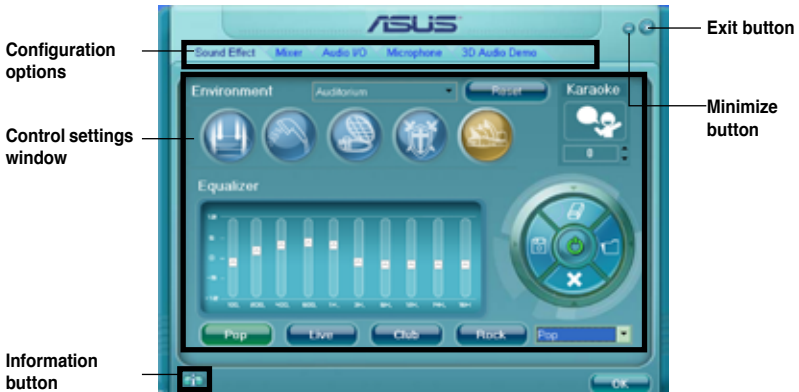 ASUS
Exit button
Configuration
options
Sound Effect Mixer Audio I/O Microphone 3D Audio Demo
Environment Auditorium Reset Karaoke
Minimize
button
Control settings
window
0
Equalizer
Pop Live Club Rock Pop
Information
button
OK